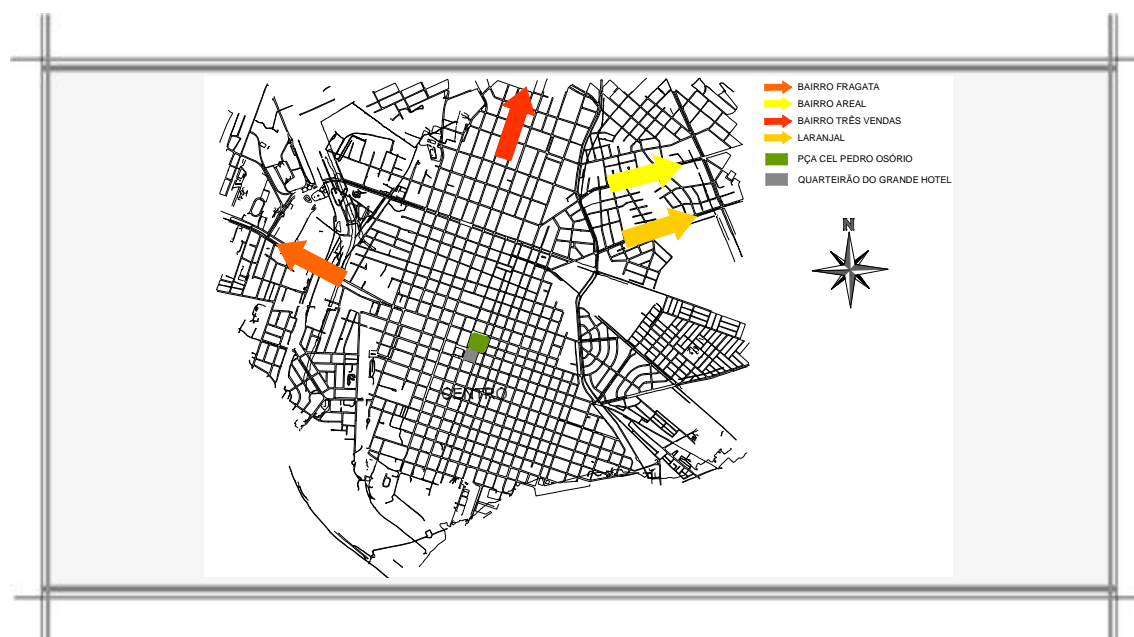 BAIRRO FRAGATA
BAIRRO AREAL
BAIRRO TRÊS VENDAS
LARANJAL
PÇA CEL PEDRO OSÓRIO
QUARTEIRÃO DO GRANDE HOTEL
N
CENTRO